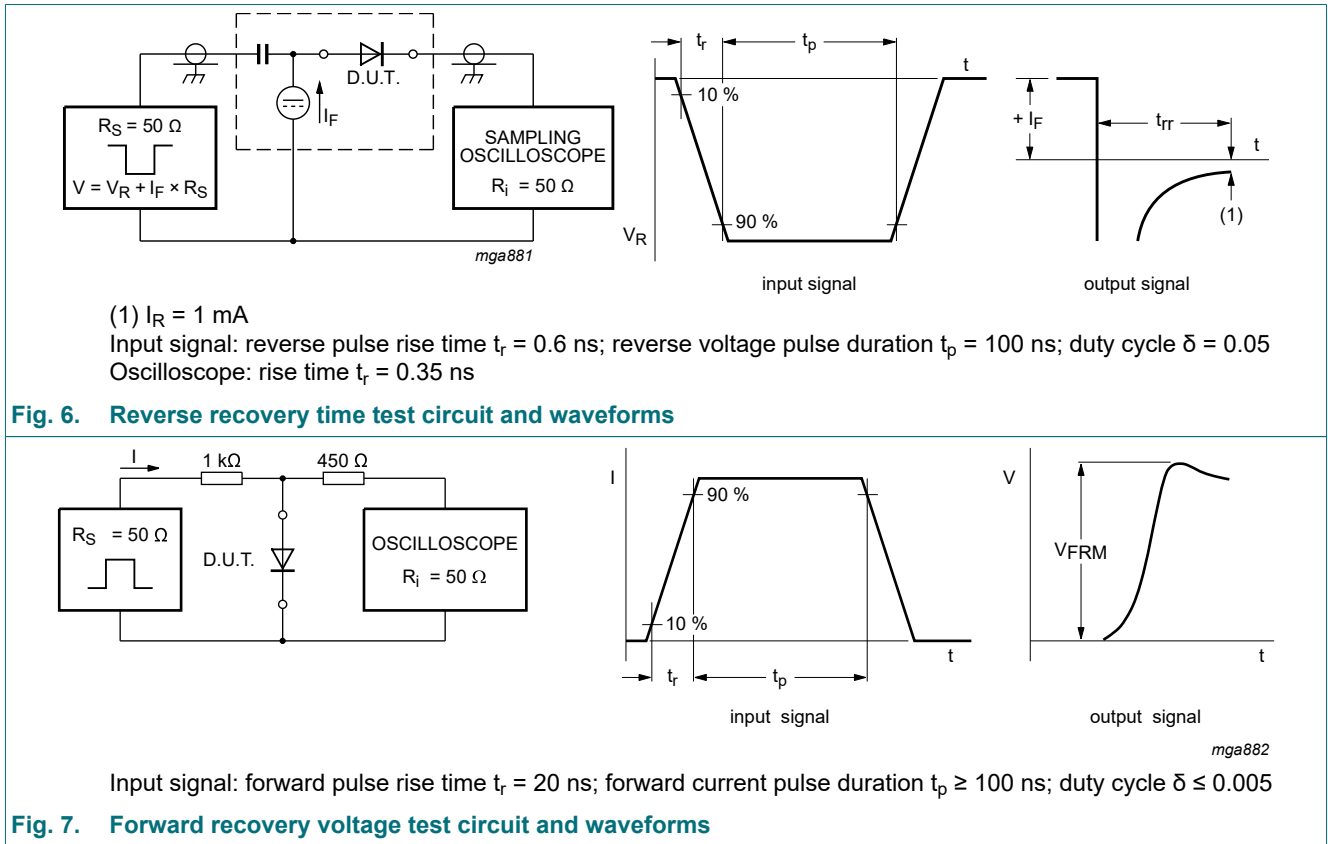 D.U.T.
I_F
R_S = 50 Ω
V = V_R + I_F × R_S
SAMPLING
OSCILLOSCOPE
R_i = 50 Ω
mga881
t_r
t_p
t
10 %
90 %
V_R
input signal
+ I_F
t_rr
t
(1)
output signal
(1) I_R = 1 mA
Input signal: reverse pulse rise time t_r = 0.6 ns; reverse voltage pulse duration t_p = 100 ns; duty cycle δ = 0.05
Oscilloscope: rise time t_r = 0.35 ns
Fig. 6. Reverse recovery time test circuit and waveforms
I
1 kΩ
450 Ω
R_S = 50 Ω
D.U.T.
OSCILLOSCOPE
R_i = 50 Ω
I
90 %
10 %
t
t_r
t_p
input signal
V
V_FRM
t
output signal
mga882
Input signal: forward pulse rise time t_r = 20 ns; forward current pulse duration t_p ≥ 100 ns; duty cycle δ ≤ 0.005
Fig. 7. Forward recovery voltage test circuit and waveforms